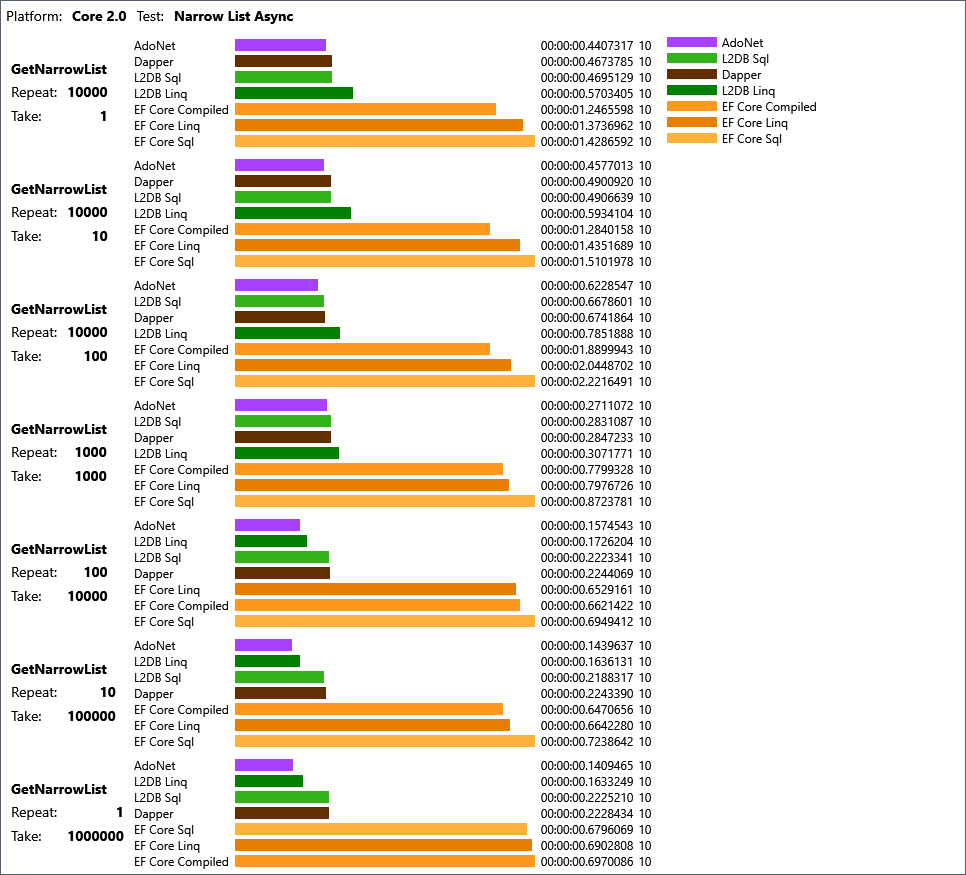 Platform: Core 2.0 Test: Narrow List Async
GetNarrowList
Repeat: 10000
Take: 1
AdoNet 00:00:00.4407317 10
Dapper 00:00:00.4673785 10
L2DB Sql 00:00:00.4695129 10
L2DB Linq 00:00:00.5703405 10
EF Core Compiled 00:00:01.2465598 10
EF Core Linq 00:00:01.3736962 10
EF Core Sql 00:00:01.4286592 10
AdoNet
L2DB Sql
Dapper
L2DB Linq
EF Core Compiled
EF Core Linq
EF Core Sql
GetNarrowList
Repeat: 10000
Take: 10
AdoNet 00:00:00.4577013 10
Dapper 00:00:00.4900920 10
L2DB Sql 00:00:00.4906639 10
L2DB Linq 00:00:00.5934104 10
EF Core Compiled 00:00:01.2840158 10
EF Core Linq 00:00:01.4351689 10
EF Core Sql 00:00:01.5101978 10
GetNarrowList
Repeat: 10000
Take: 100
AdoNet 00:00:00.6228547 10
L2DB Sql 00:00:00.6678601 10
Dapper 00:00:00.6741864 10
L2DB Linq 00:00:00.7851888 10
EF Core Compiled 00:00:01.8899943 10
EF Core Linq 00:00:02.0448702 10
EF Core Sql 00:00:02.2216491 10
GetNarrowList
Repeat: 1000
Take: 1000
AdoNet 00:00:00.2711072 10
L2DB Sql 00:00:00.2831087 10
Dapper 00:00:00.2847233 10
L2DB Linq 00:00:00.3071771 10
EF Core Compiled 00:00:00.7799328 10
EF Core Linq 00:00:00.7976726 10
EF Core Sql 00:00:00.8723781 10
GetNarrowList
Repeat: 100
Take: 10000
AdoNet 00:00:00.1574543 10
L2DB Linq 00:00:00.1726204 10
L2DB Sql 00:00:00.2223341 10
Dapper 00:00:00.2244069 10
EF Core Linq 00:00:00.6529161 10
EF Core Compiled 00:00:00.6621422 10
EF Core Sql 00:00:00.6949412 10
GetNarrowList
Repeat: 10
Take: 100000
AdoNet 00:00:00.1439637 10
L2DB Linq 00:00:00.1636131 10
L2DB Sql 00:00:00.2188317 10
Dapper 00:00:00.2243390 10
EF Core Compiled 00:00:00.6470656 10
EF Core Linq 00:00:00.6642280 10
EF Core Sql 00:00:00.7238642 10
GetNarrowList
Repeat: 1
Take: 1000000
AdoNet 00:00:00.1409465 10
L2DB Linq 00:00:00.1633249 10
L2DB Sql 00:00:00.2225210 10
Dapper 00:00:00.2228434 10
EF Core Sql 00:00:00.6796069 10
EF Core Linq 00:00:00.6902808 10
EF Core Compiled 00:00:00.6970086 10